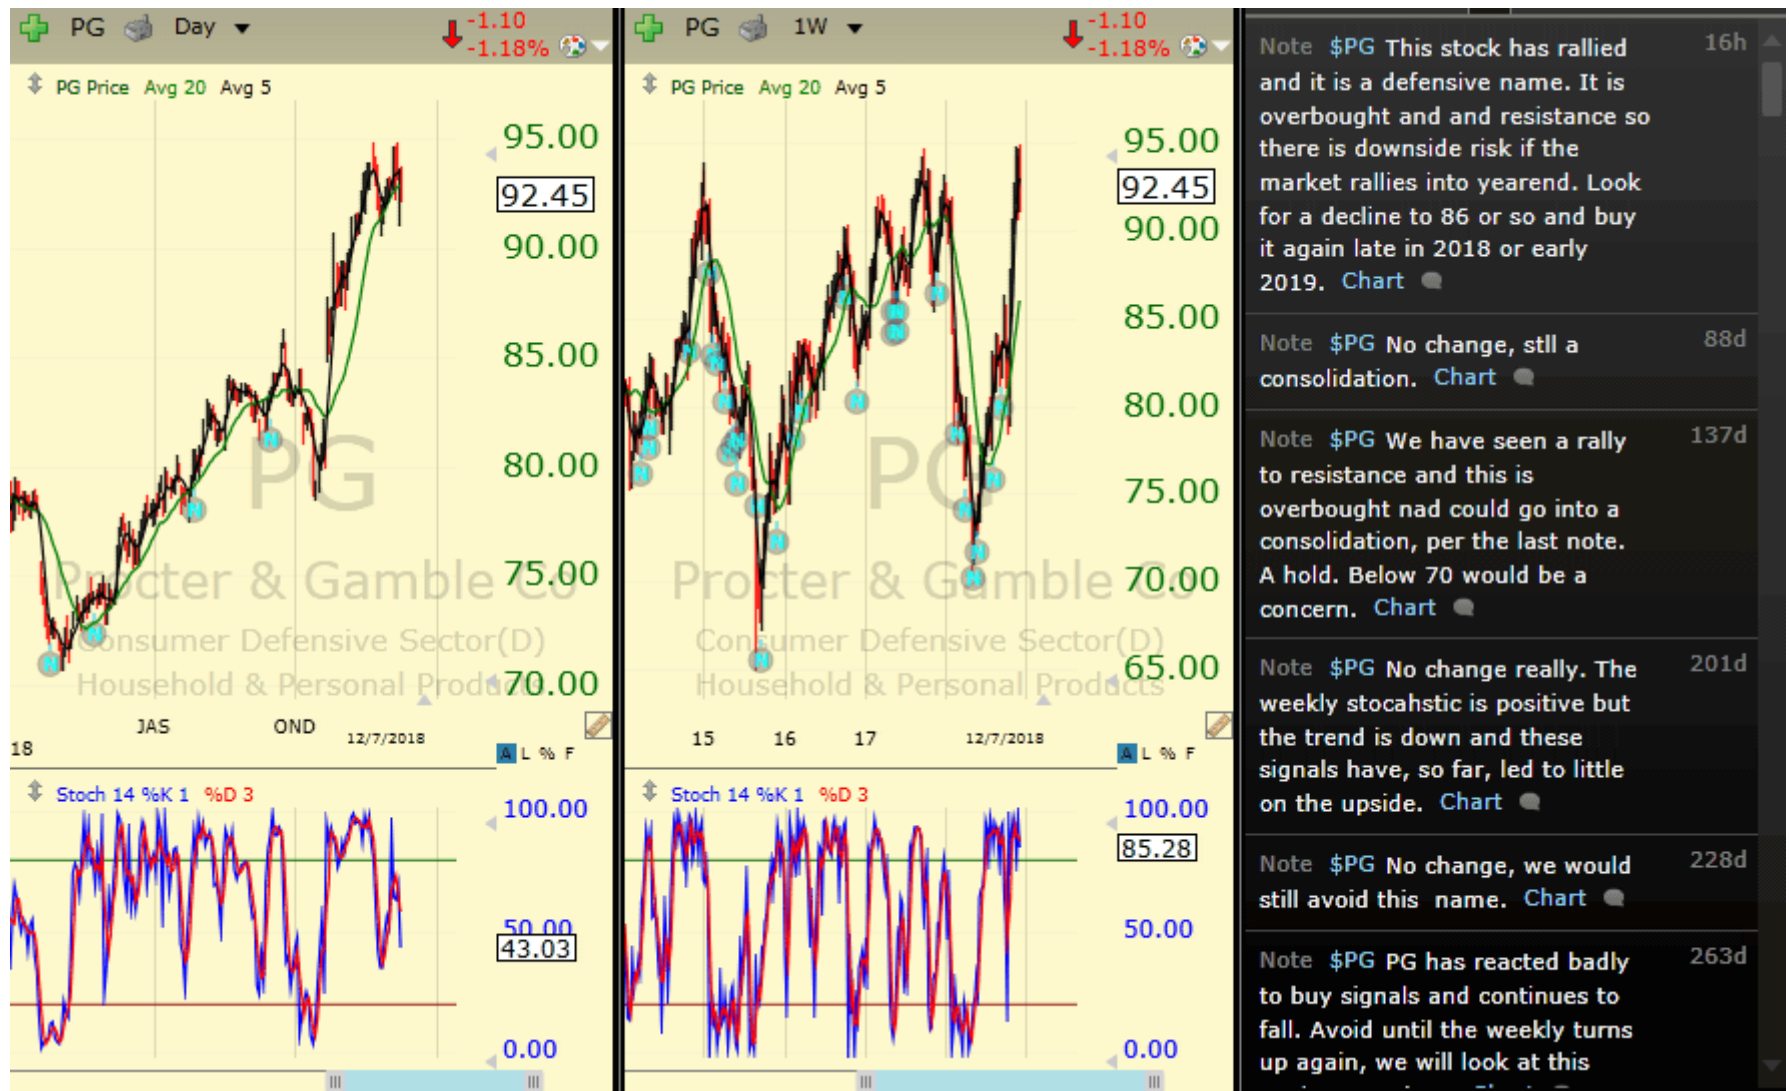 PG Day -1.10
-1.18%
PG Price Avg 20 Avg 5
95.00
92.45
90.00
85.00
80.00
75.00
70.00
PG
Procter & Gamble Co
Consumer Defensive Sector(D)
Household & Personal Products
JAS OND 12/7/2018
18
A L % F
Stoch 14 %K 1 %D 3
100.00
50.00
43.03
0.00
PG 1W -1.10
-1.18%
PG Price Avg 20 Avg 5
95.00
92.45
90.00
85.00
80.00
75.00
70.00
65.00
PG
Procter & Gamble Co
Consumer Defensive Sector(D)
Household & Personal Products
15 16 17 12/7/2018
A L % F
Stoch 14 %K 1 %D 3
100.00
85.28
50.00
0.00
Note $PG This stock has rallied 16h
and it is a defensive name. It is
overbought and and resistance so
there is downside risk if the
market rallies into yearend. Look
for a decline to 86 or so and buy
it again late in 2018 or early
2019. Chart
Note $PG No change, stll a 88d
consolidation. Chart
Note $PG We have seen a rally 137d
to resistance and this is
overbought nad could go into a
consolidation, per the last note.
A hold. Below 70 would be a
concern. Chart
Note $PG No change really. The 201d
weekly stocahstic is positive but
the trend is down and these
signals have, so far, led to little
on the upside. Chart
Note $PG No change, we would 228d
still avoid this name. Chart
Note $PG PG has reacted badly 263d
to buy signals and continues to
fall. Avoid until the weekly turns
up again, we will look at this